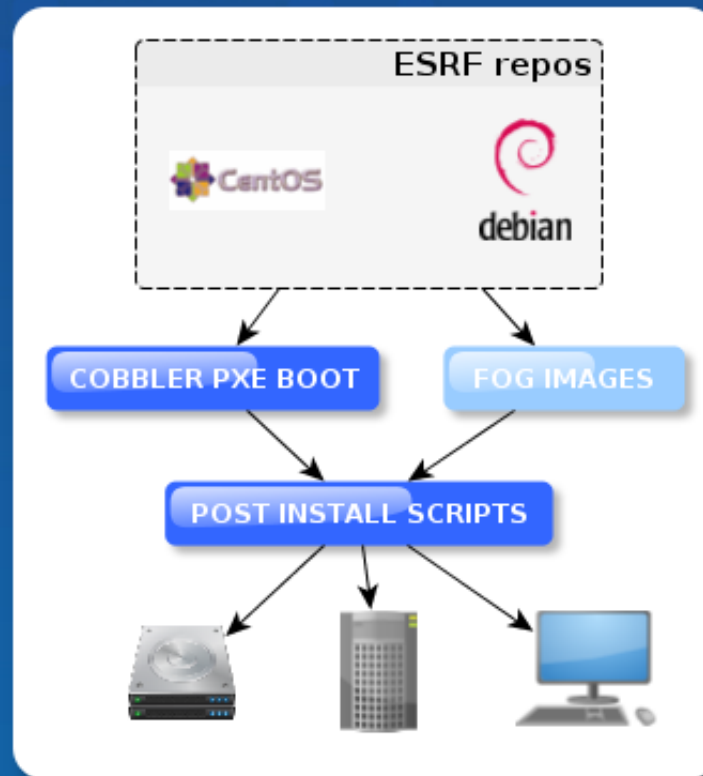 ESRF repos
CentOS
debian
COBBLER PXE BOOT
FOG IMAGES
POST INSTALL SCRIPTS